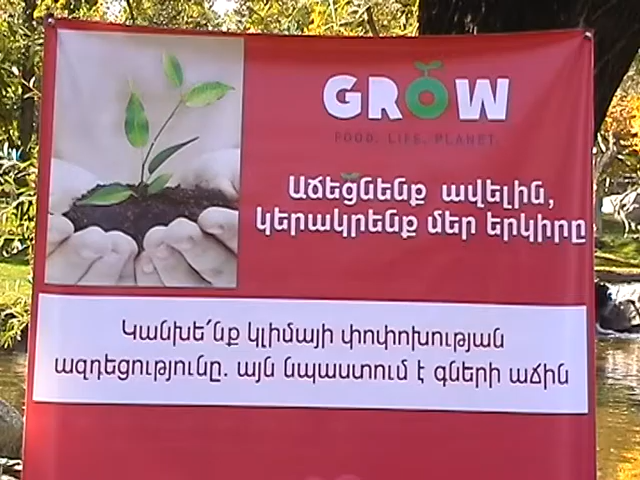 GROW
FOOD. LIFE. PLANET.
Աճեցնենք ավելին,
կերակրենք մեր երկիրը
Կանխե՛նք կլիմայի փոփոխության
ազդեցությունը. այն նպաստում է գների աճին